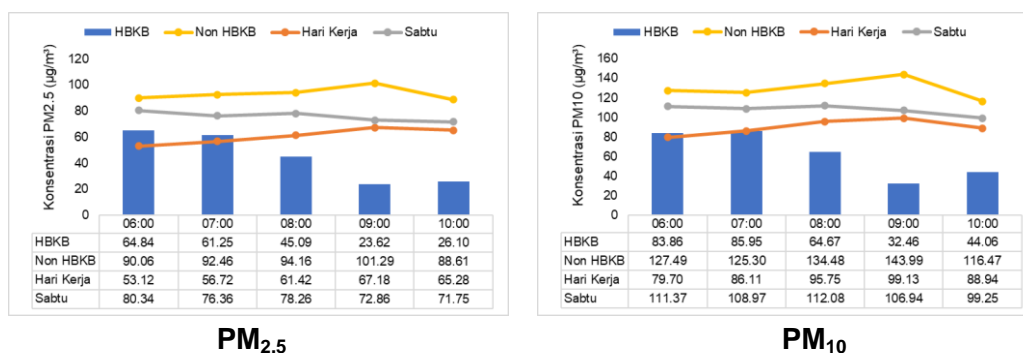 HBKB Non HBKB Hari Kerja Sabtu
Konsentrasi PM2.5 (µg/m³)
120
100
80
60
40
20
0
06:00 07:00 08:00 09:00 10:00
HBKB 64.84 61.25 45.09 23.62 26.10
Non HBKB 90.06 92.46 94.16 101.29 88.61
Hari Kerja 53.12 56.72 61.42 67.18 65.28
Sabtu 80.34 76.36 78.26 72.86 71.75
PM2.5
HBKB Non HBKB Hari Kerja Sabtu
Konsentrasi PM10 (µg/m³)
160
140
120
100
80
60
40
20
0
06:00 07:00 08:00 09:00 10:00
HBKB 83.86 85.95 64.67 32.46 44.06
Non HBKB 127.49 125.30 134.48 143.99 116.47
Hari Kerja 79.70 86.11 95.75 99.13 88.94
Sabtu 111.37 108.97 112.08 106.94 99.25
PM10